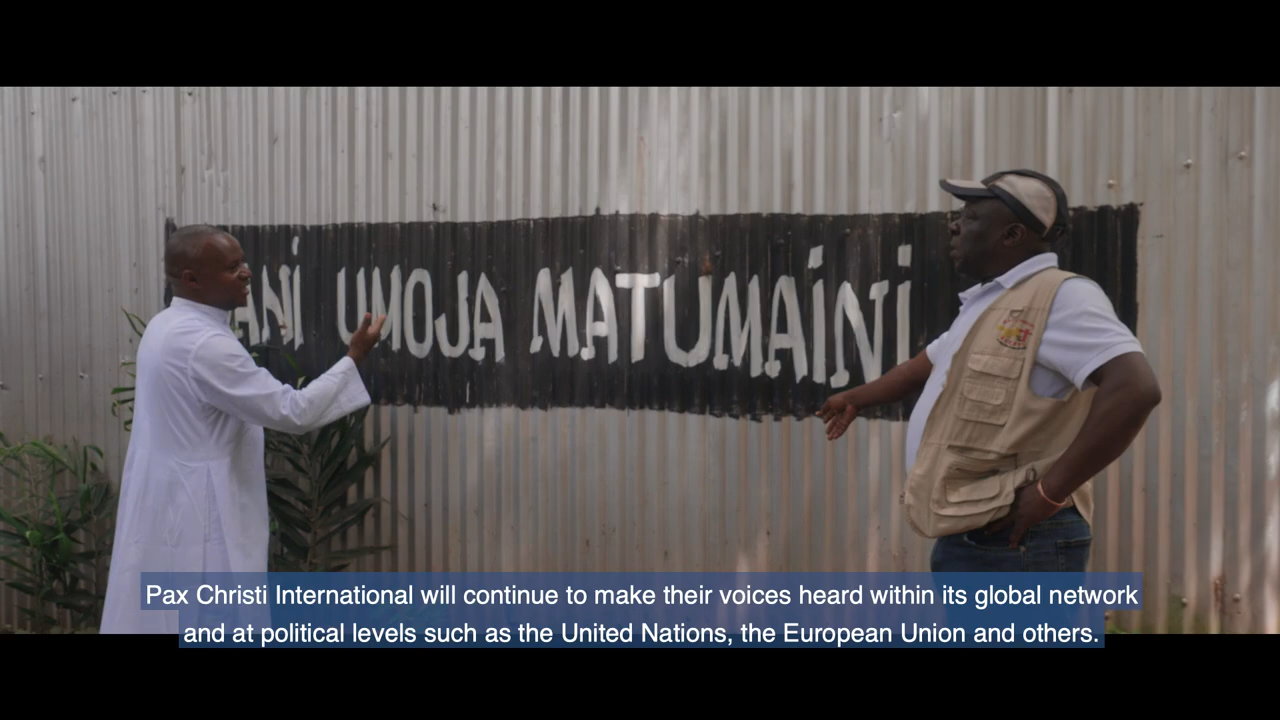 ANi UMOJA MATUMAiNi
Pax Christi International will continue to make their voices heard within its global network
and at political levels such as the United Nations, the European Union and others.